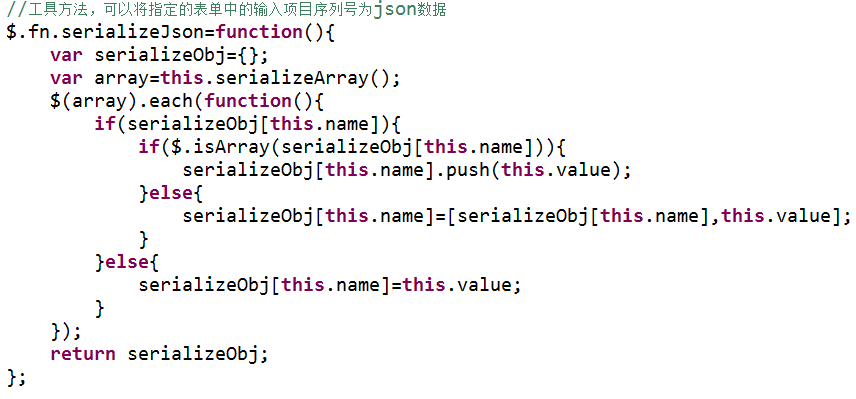 //工具方法，可以将指定的表单中的输入项目序列号为json数据
$.fn.serializeJson=function(){
    var serializeObj={};
    var array=this.serializeArray();
    $(array).each(function(){
        if(serializeObj[this.name]){
            if($.isArray(serializeObj[this.name])){
                serializeObj[this.name].push(this.value);
            }else{
                serializeObj[this.name]=[serializeObj[this.name],this.value];
            }
        }else{
            serializeObj[this.name]=this.value;
        }
    });
    return serializeObj;
};